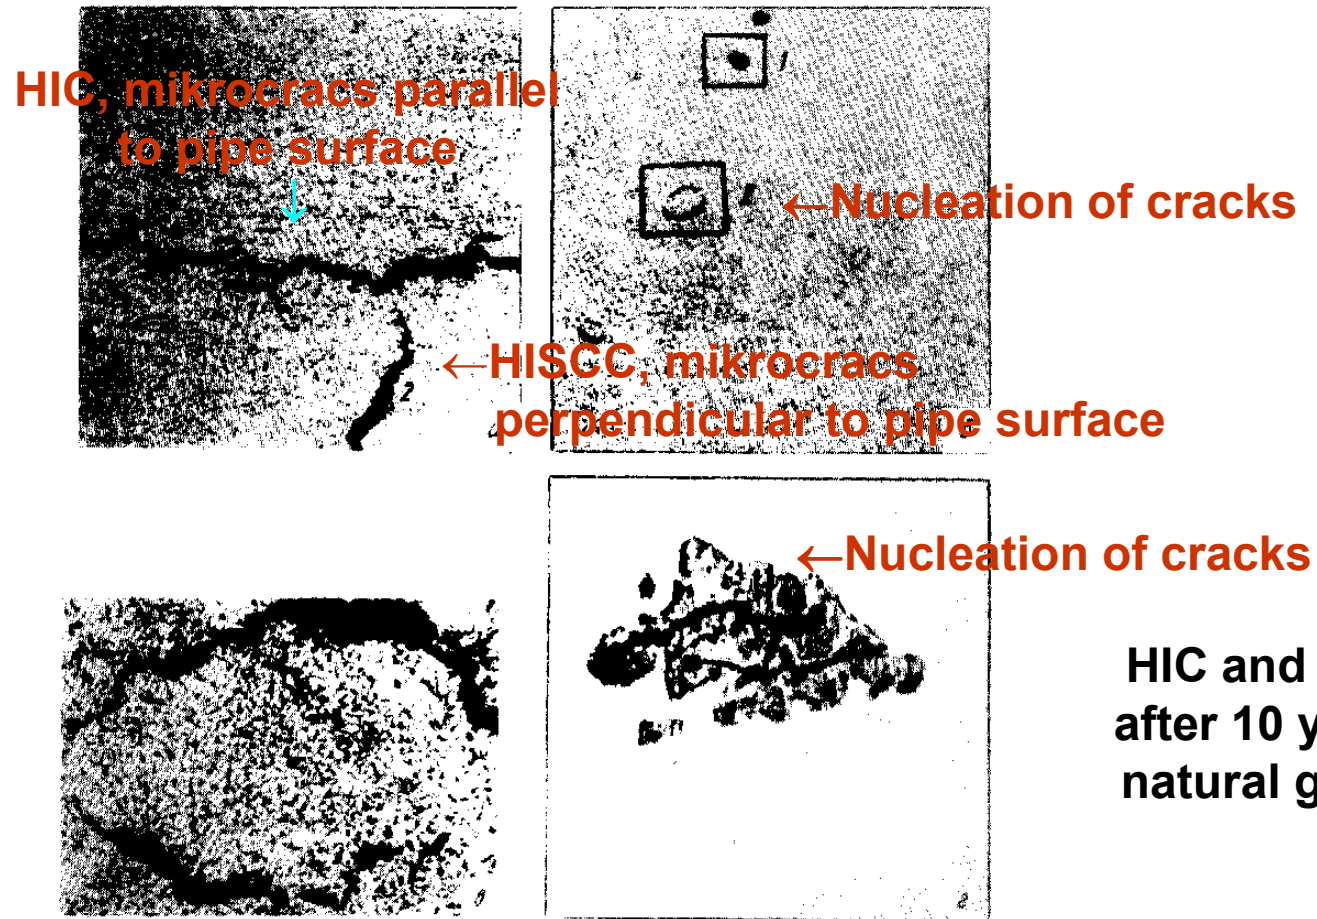 HIC, mikrocracs parallel
to pipe surface
←Nucleation of cracks
←HISCC, mikrocracs
perpendicular to pipe surface
2
←Nucleation of cracks
HIC and
after 10 y
natural g